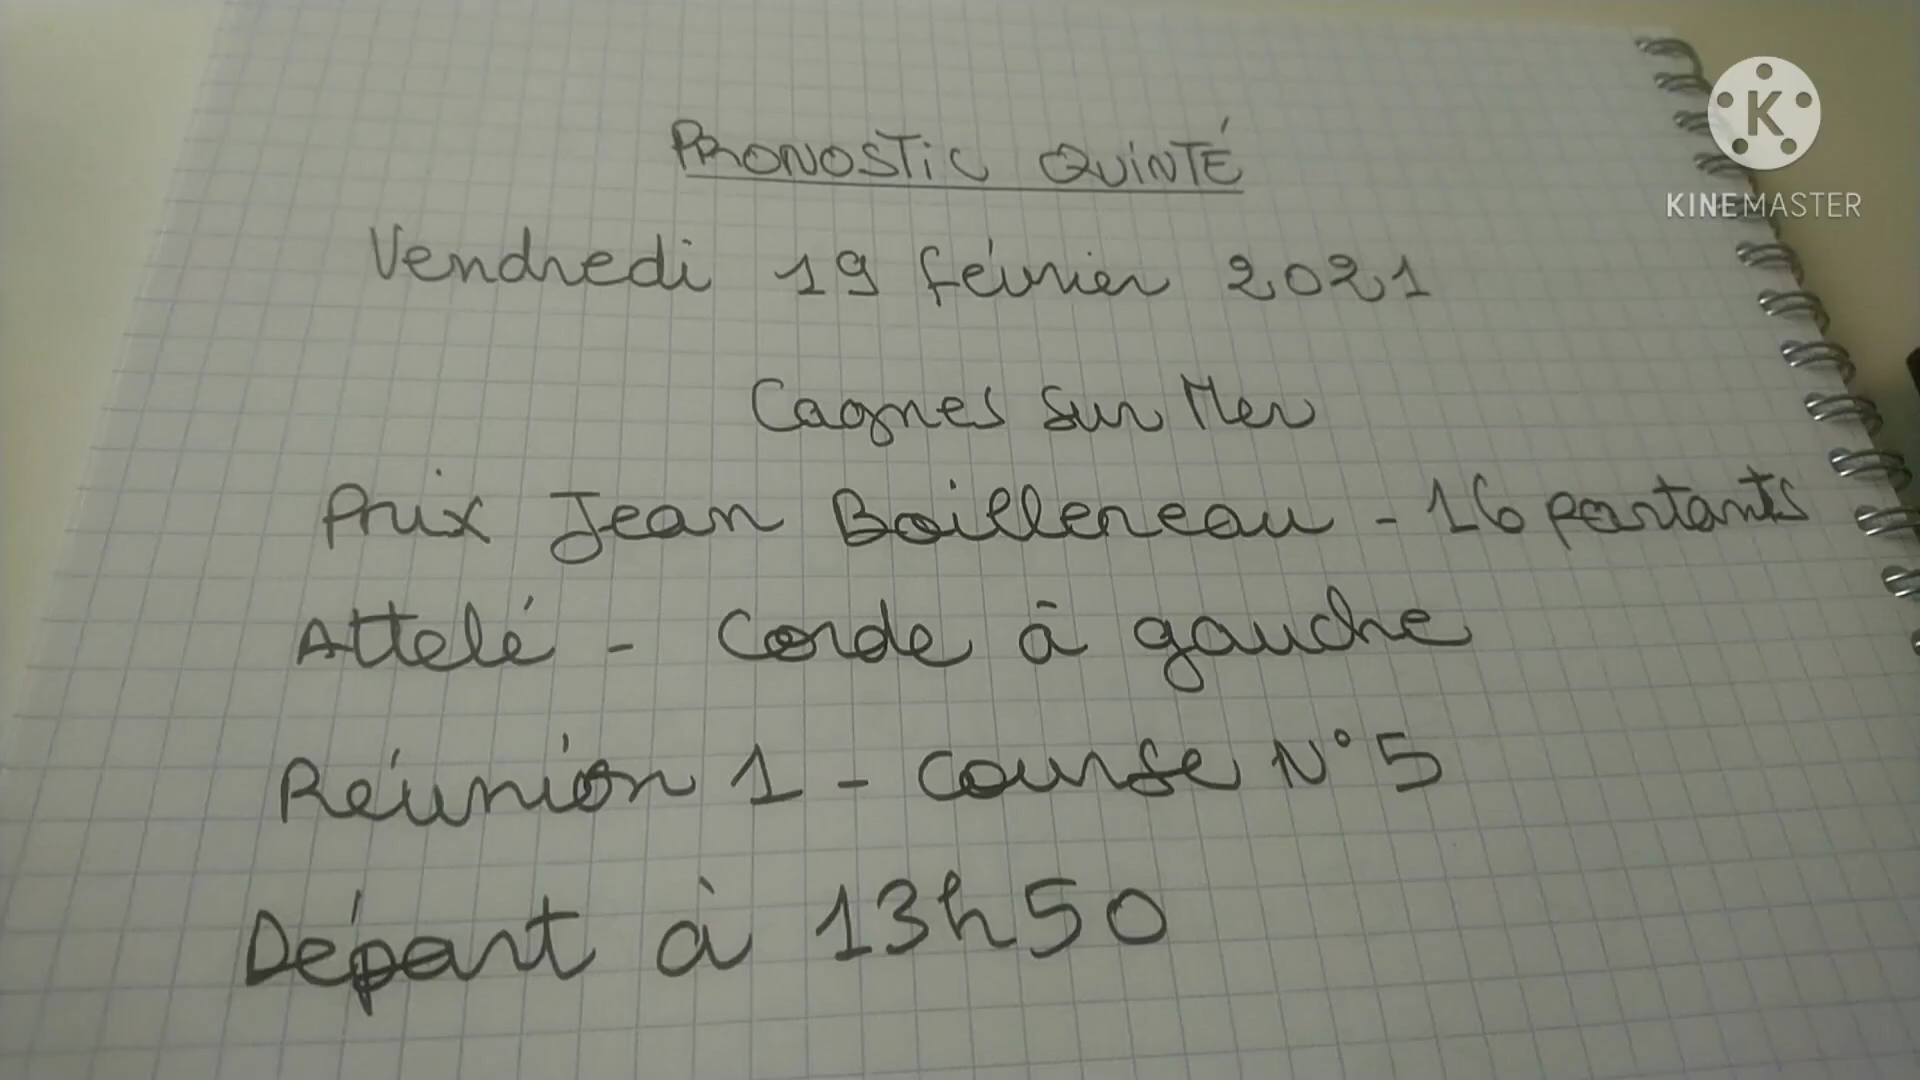 PRONOSTIC QUINTÉ
K
KINEMASTER
Vendredi 19 février 2021
Cagnes sur Mer
Prix Jean Boillereau - 16 partants
Attelé - Corde à gauche
Réunion 1 - Course N°5
Départ à 13h50